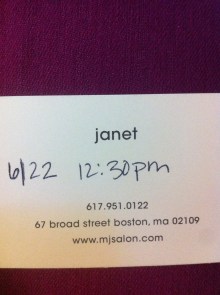 janet
6/22 12:30pm
617.951.0122
67 broad street boston, ma 02109
www.mjsalon.com